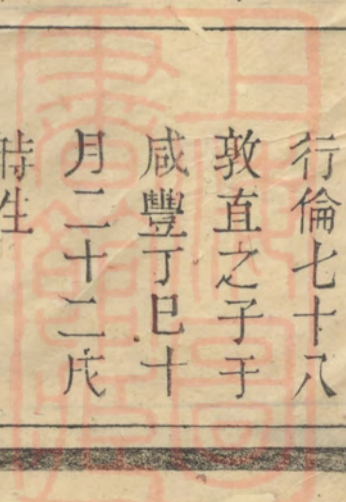 行倫七十八
敦直之子于
咸豐丁巳十
月二十二戌
時生